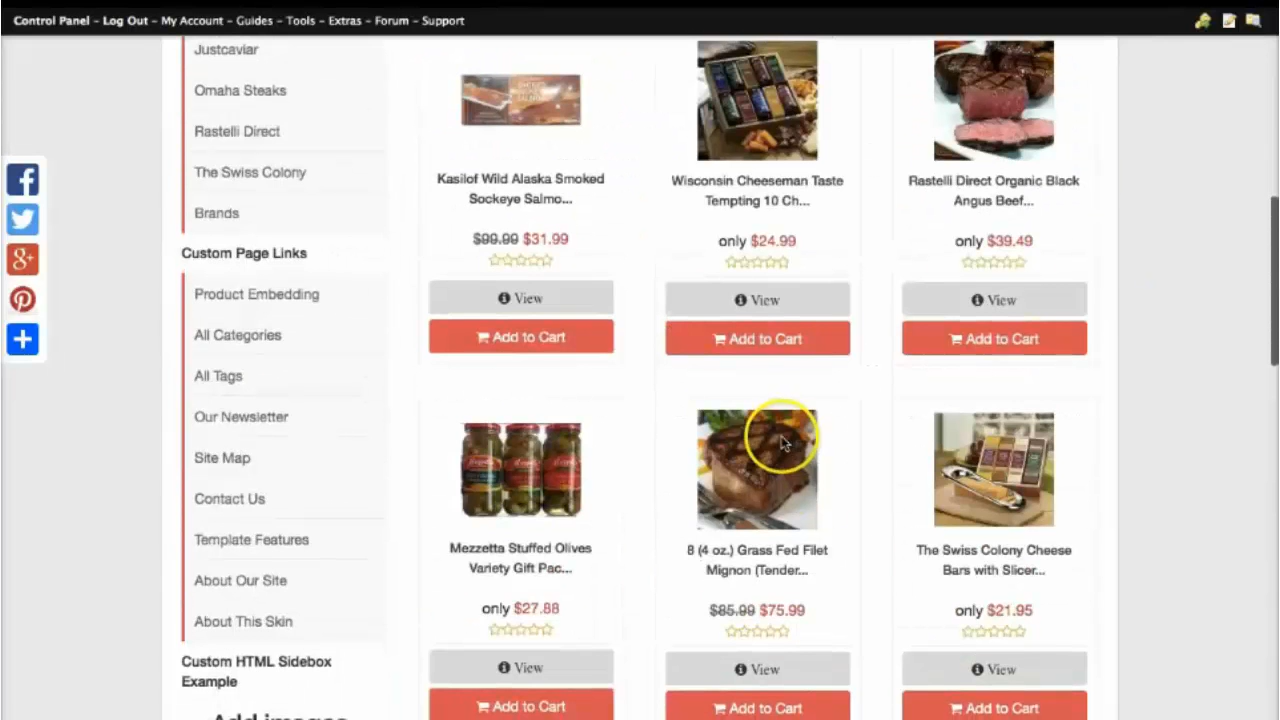 Control Panel – Log Out – My Account – Guides – Tools – Extras – Forum – Support
Justcaviar
Omaha Steaks
Rastelli Direct
The Swiss Colony
Brands
Custom Page Links
Product Embedding
All Categories
All Tags
Our Newsletter
Site Map
Contact Us
Template Features
About Our Site
About This Skin
Custom HTML Sidebox
Example
Add images
Kasilof Wild Alaska Smoked
Sockeye Salmo...
$99.99 $31.99
View
Add to Cart
Wisconsin Cheeseman Taste
Tempting 10 Ch...
only $24.99
View
Add to Cart
Rastelli Direct Organic Black
Angus Beef...
only $39.49
View
Add to Cart
Mezzetta Stuffed Olives
Variety Gift Pac...
only $27.88
View
Add to Cart
8 (4 oz.) Grass Fed Filet
Mignon (Tender...
$85.99 $75.99
View
Add to Cart
The Swiss Colony Cheese
Bars with Slicer...
only $21.95
View
Add to Cart